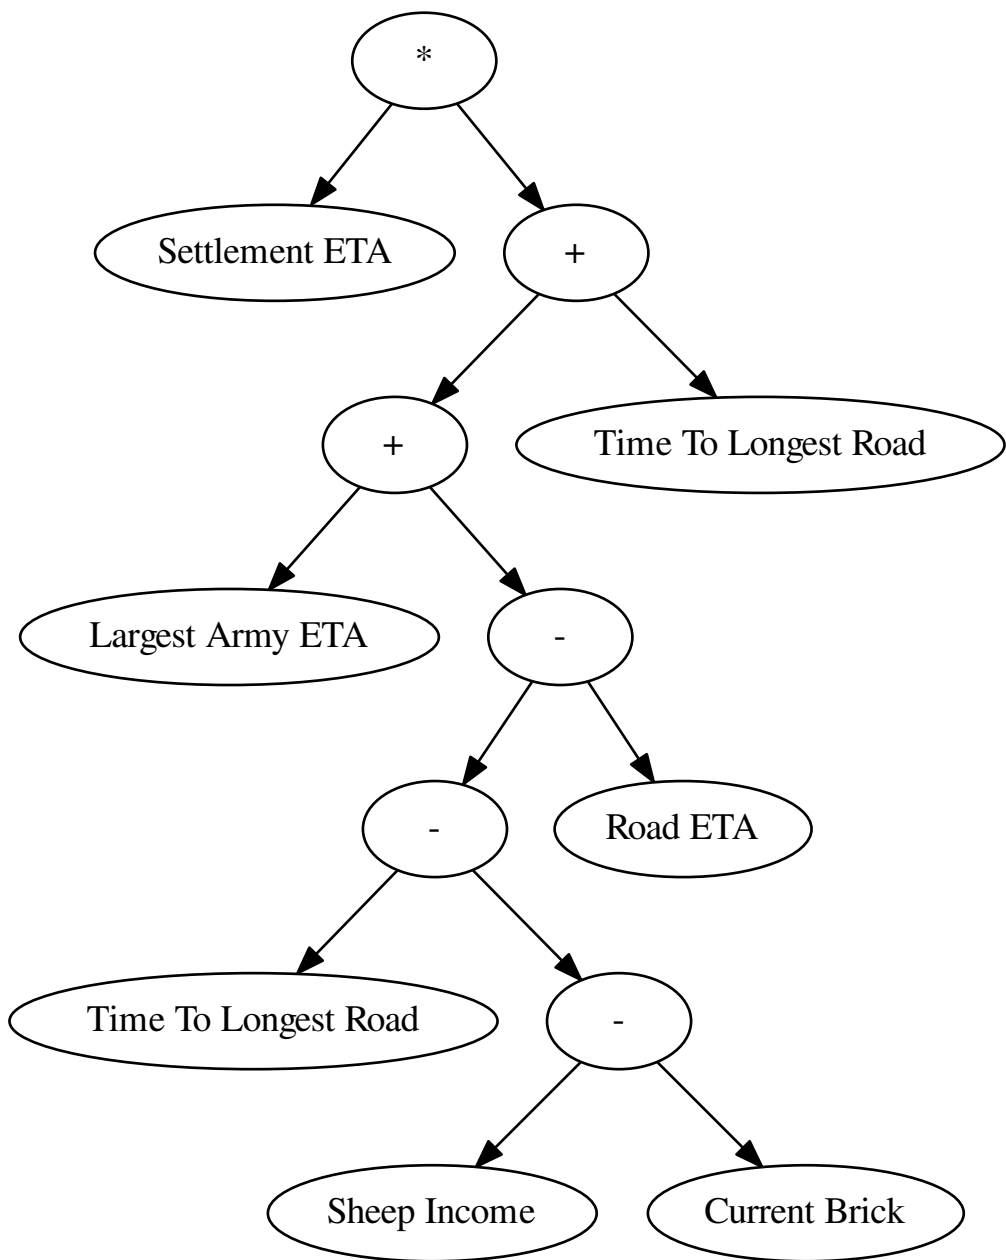 *
Settlement ETA
+
+
Time To Longest Road
Largest Army ETA
-
-
Road ETA
Time To Longest Road
-
Sheep Income
Current Brick